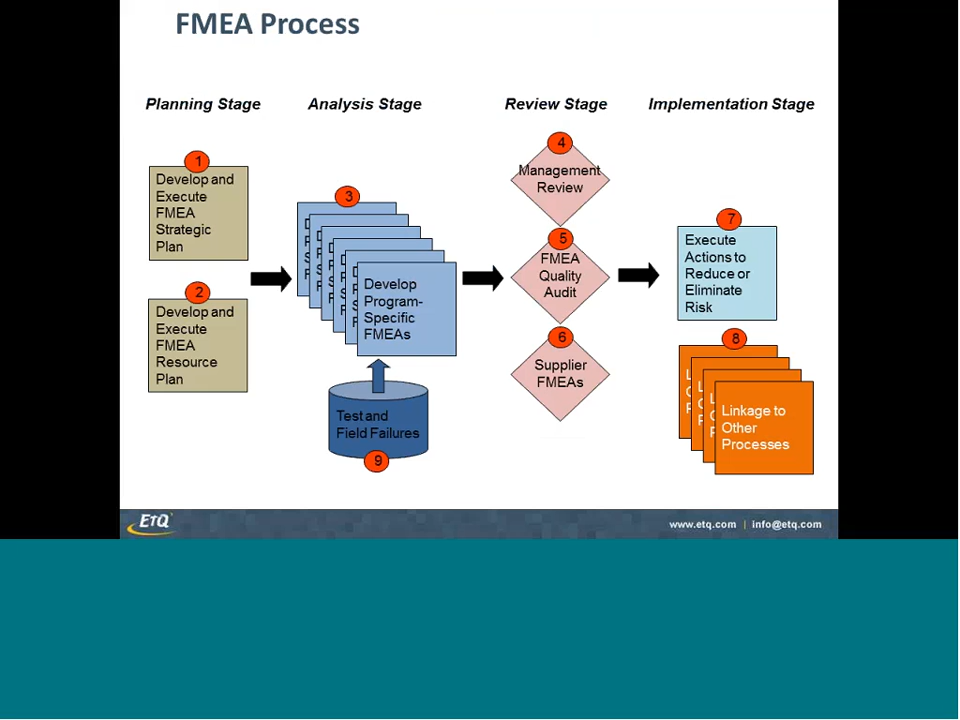 FMEA Process
Planning Stage
Analysis Stage
Review Stage
Implementation Stage
1
Develop and
Execute
FMEA
Strategic
Plan
2
Develop and
Execute
FMEA
Resource
Plan
3
Develop
Program-
Specific
FMEAs
Test and
Field Failures
9
4
Management
Review
5
FMEA
Quality
Audit
6
Supplier
FMEAs
7
Execute
Actions to
Reduce or
Eliminate
Risk
8
Linkage to
Other
Processes
ETQ
www.etq.com | info@etq.com